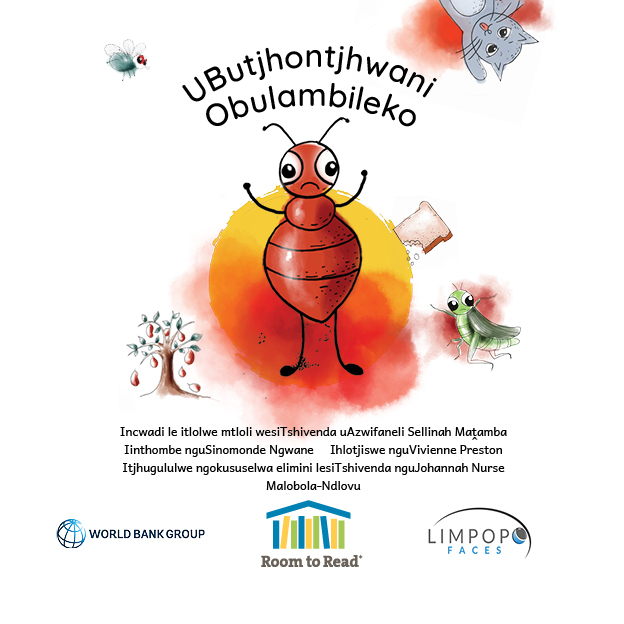 UButjhontjhwani
Obulambileko
Incwadi le itlolwe mtloli wesiTshivenda uAzwifaneli Sellinah Maṱamba
Iinthombe nguSinomonde Ngwane Ihlotjiswe nguVivienne Preston
Itjhugululwe ngokususelwa elimini lesiTshivenda nguJohannah Nurse
Malobola-Ndlovu
WORLD BANK GROUP
Room to Read®
LIMPOPO
FACES